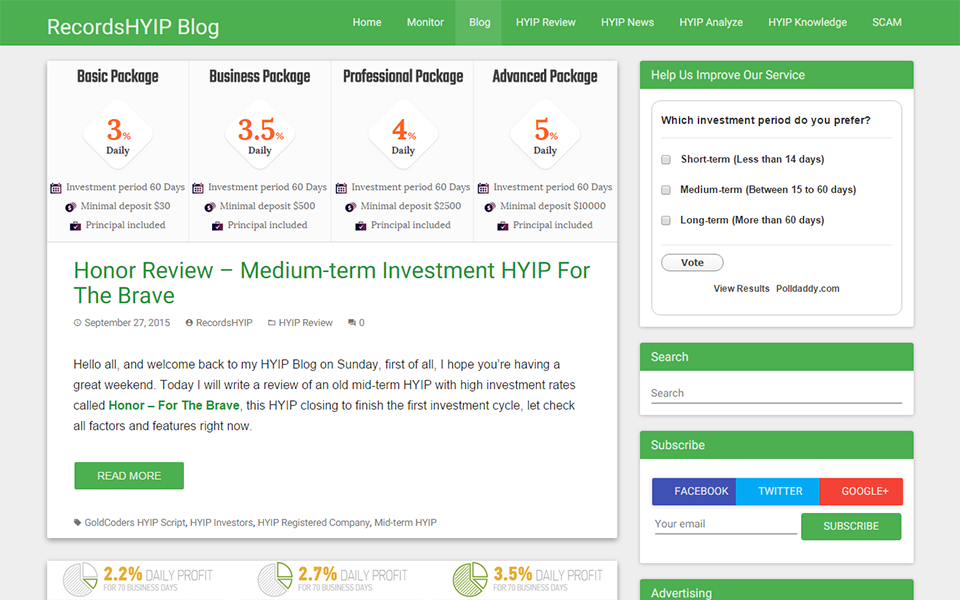 RecordsHYIP Blog
Home Monitor Blog HYIP Review HYIP News HYIP Analyze HYIP Knowledge SCAM
Basic Package
3%
Daily
Investment period 60 Days
Minimal deposit $30
Principal included
Business Package
3.5%
Daily
Investment period 60 Days
Minimal deposit $500
Principal included
Professional Package
4%
Daily
Investment period 60 Days
Minimal deposit $2500
Principal included
Advanced Package
5%
Daily
Investment period 60 Days
Minimal deposit $10000
Principal included
Honor Review – Medium-term Investment HYIP For
The Brave
September 27, 2015 RecordsHYIP HYIP Review 0
Hello all, and welcome back to my HYIP Blog on Sunday, first of all, I hope you're having a
great weekend. Today I will write a review of an old mid-term HYIP with high investment rates
called Honor – For The Brave, this HYIP closing to finish the first investment cycle, let check
all factors and features right now.
READ MORE
GoldCoders HYIP Script, HYIP Investors, HYIP Registered Company, Mid-term HYIP
2.2% DAILY PROFIT
FOR 70 BUSINESS DAYS
2.7% DAILY PROFIT
FOR 70 BUSINESS DAYS
3.5% DAILY PROFIT
FOR 70 BUSINESS DAYS
Help Us Improve Our Service
Which investment period do you prefer?
Short-term (Less than 14 days)
Medium-term (Between 15 to 60 days)
Long-term (More than 60 days)
Vote
View Results Polldaddy.com
Search
Search
Subscribe
FACEBOOK TWITTER GOOGLE+
Your email SUBSCRIBE
Advertising